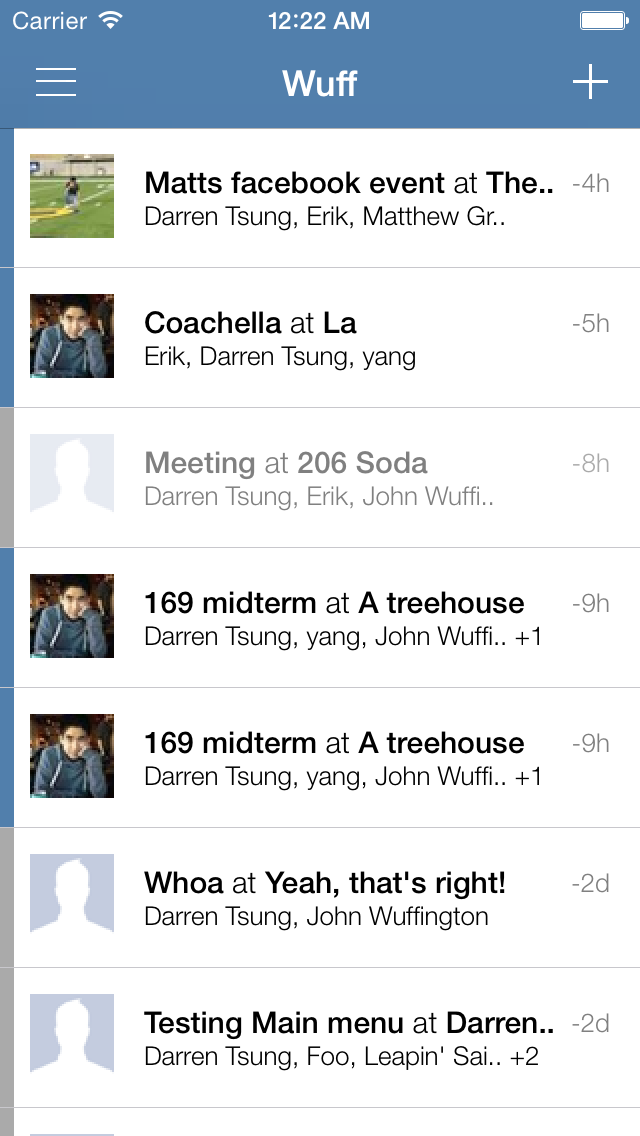 Carrier 12:22 AM
Wuff
Matts facebook event at The.. -4h
Darren Tsung, Erik, Matthew Gr..
Coachella at La -5h
Erik, Darren Tsung, yang
Meeting at 206 Soda -8h
Darren Tsung, Erik, John Wuffi..
169 midterm at A treehouse -9h
Darren Tsung, yang, John Wuffi.. +1
169 midterm at A treehouse -9h
Darren Tsung, yang, John Wuffi.. +1
Whoa at Yeah, that's right! -2d
Darren Tsung, John Wuffington
Testing Main menu at Darren.. -2d
Darren Tsung, Foo, Leapin' Sai.. +2